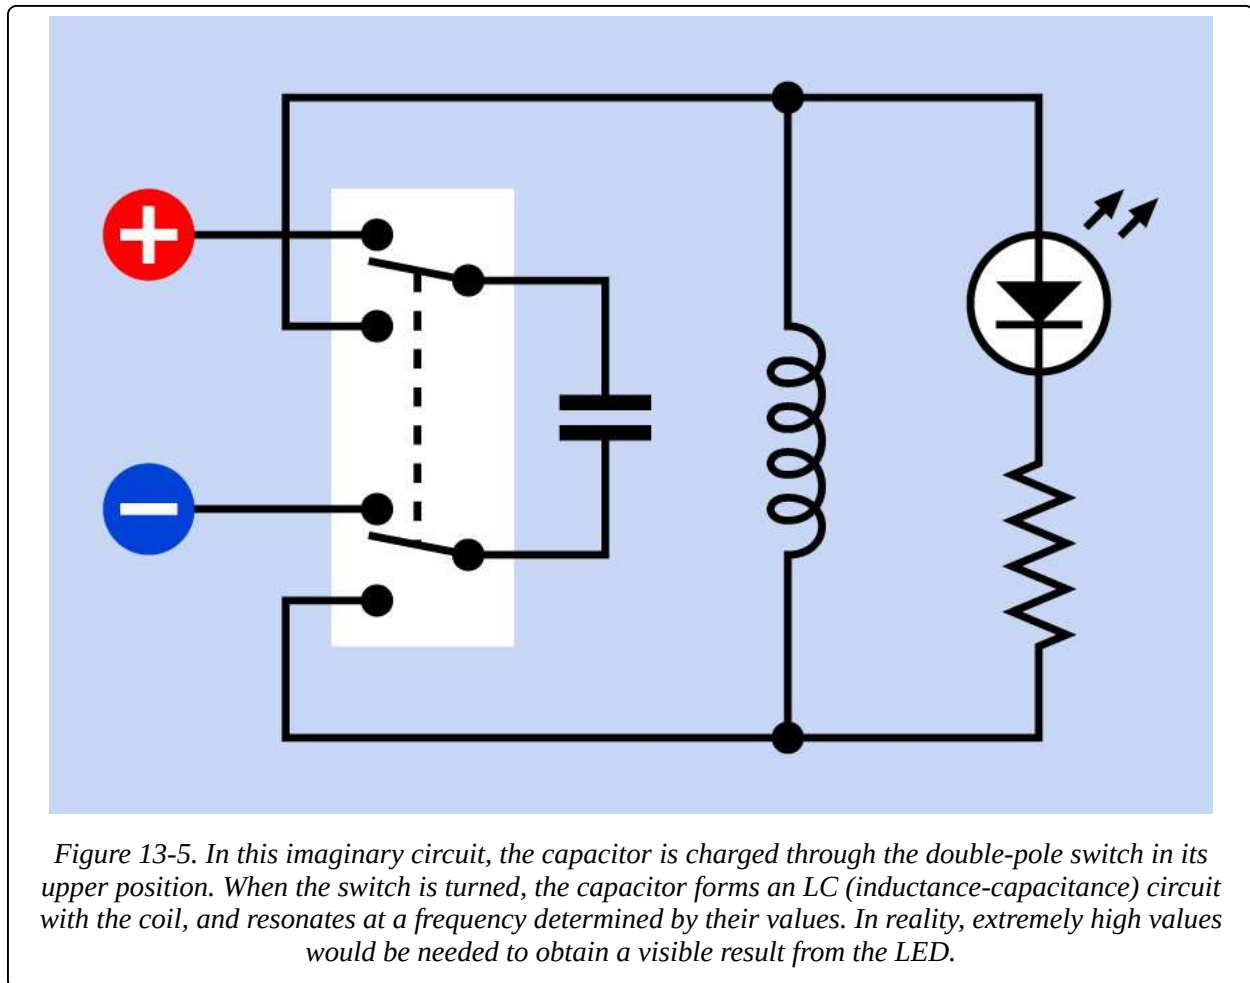 Figure 13-5. In this imaginary circuit, the capacitor is charged through the double-pole switch in its
upper position. When the switch is turned, the capacitor forms an LC (inductance-capacitance) circuit
with the coil, and resonates at a frequency determined by their values. In reality, extremely high values
would be needed to obtain a visible result from the LED.